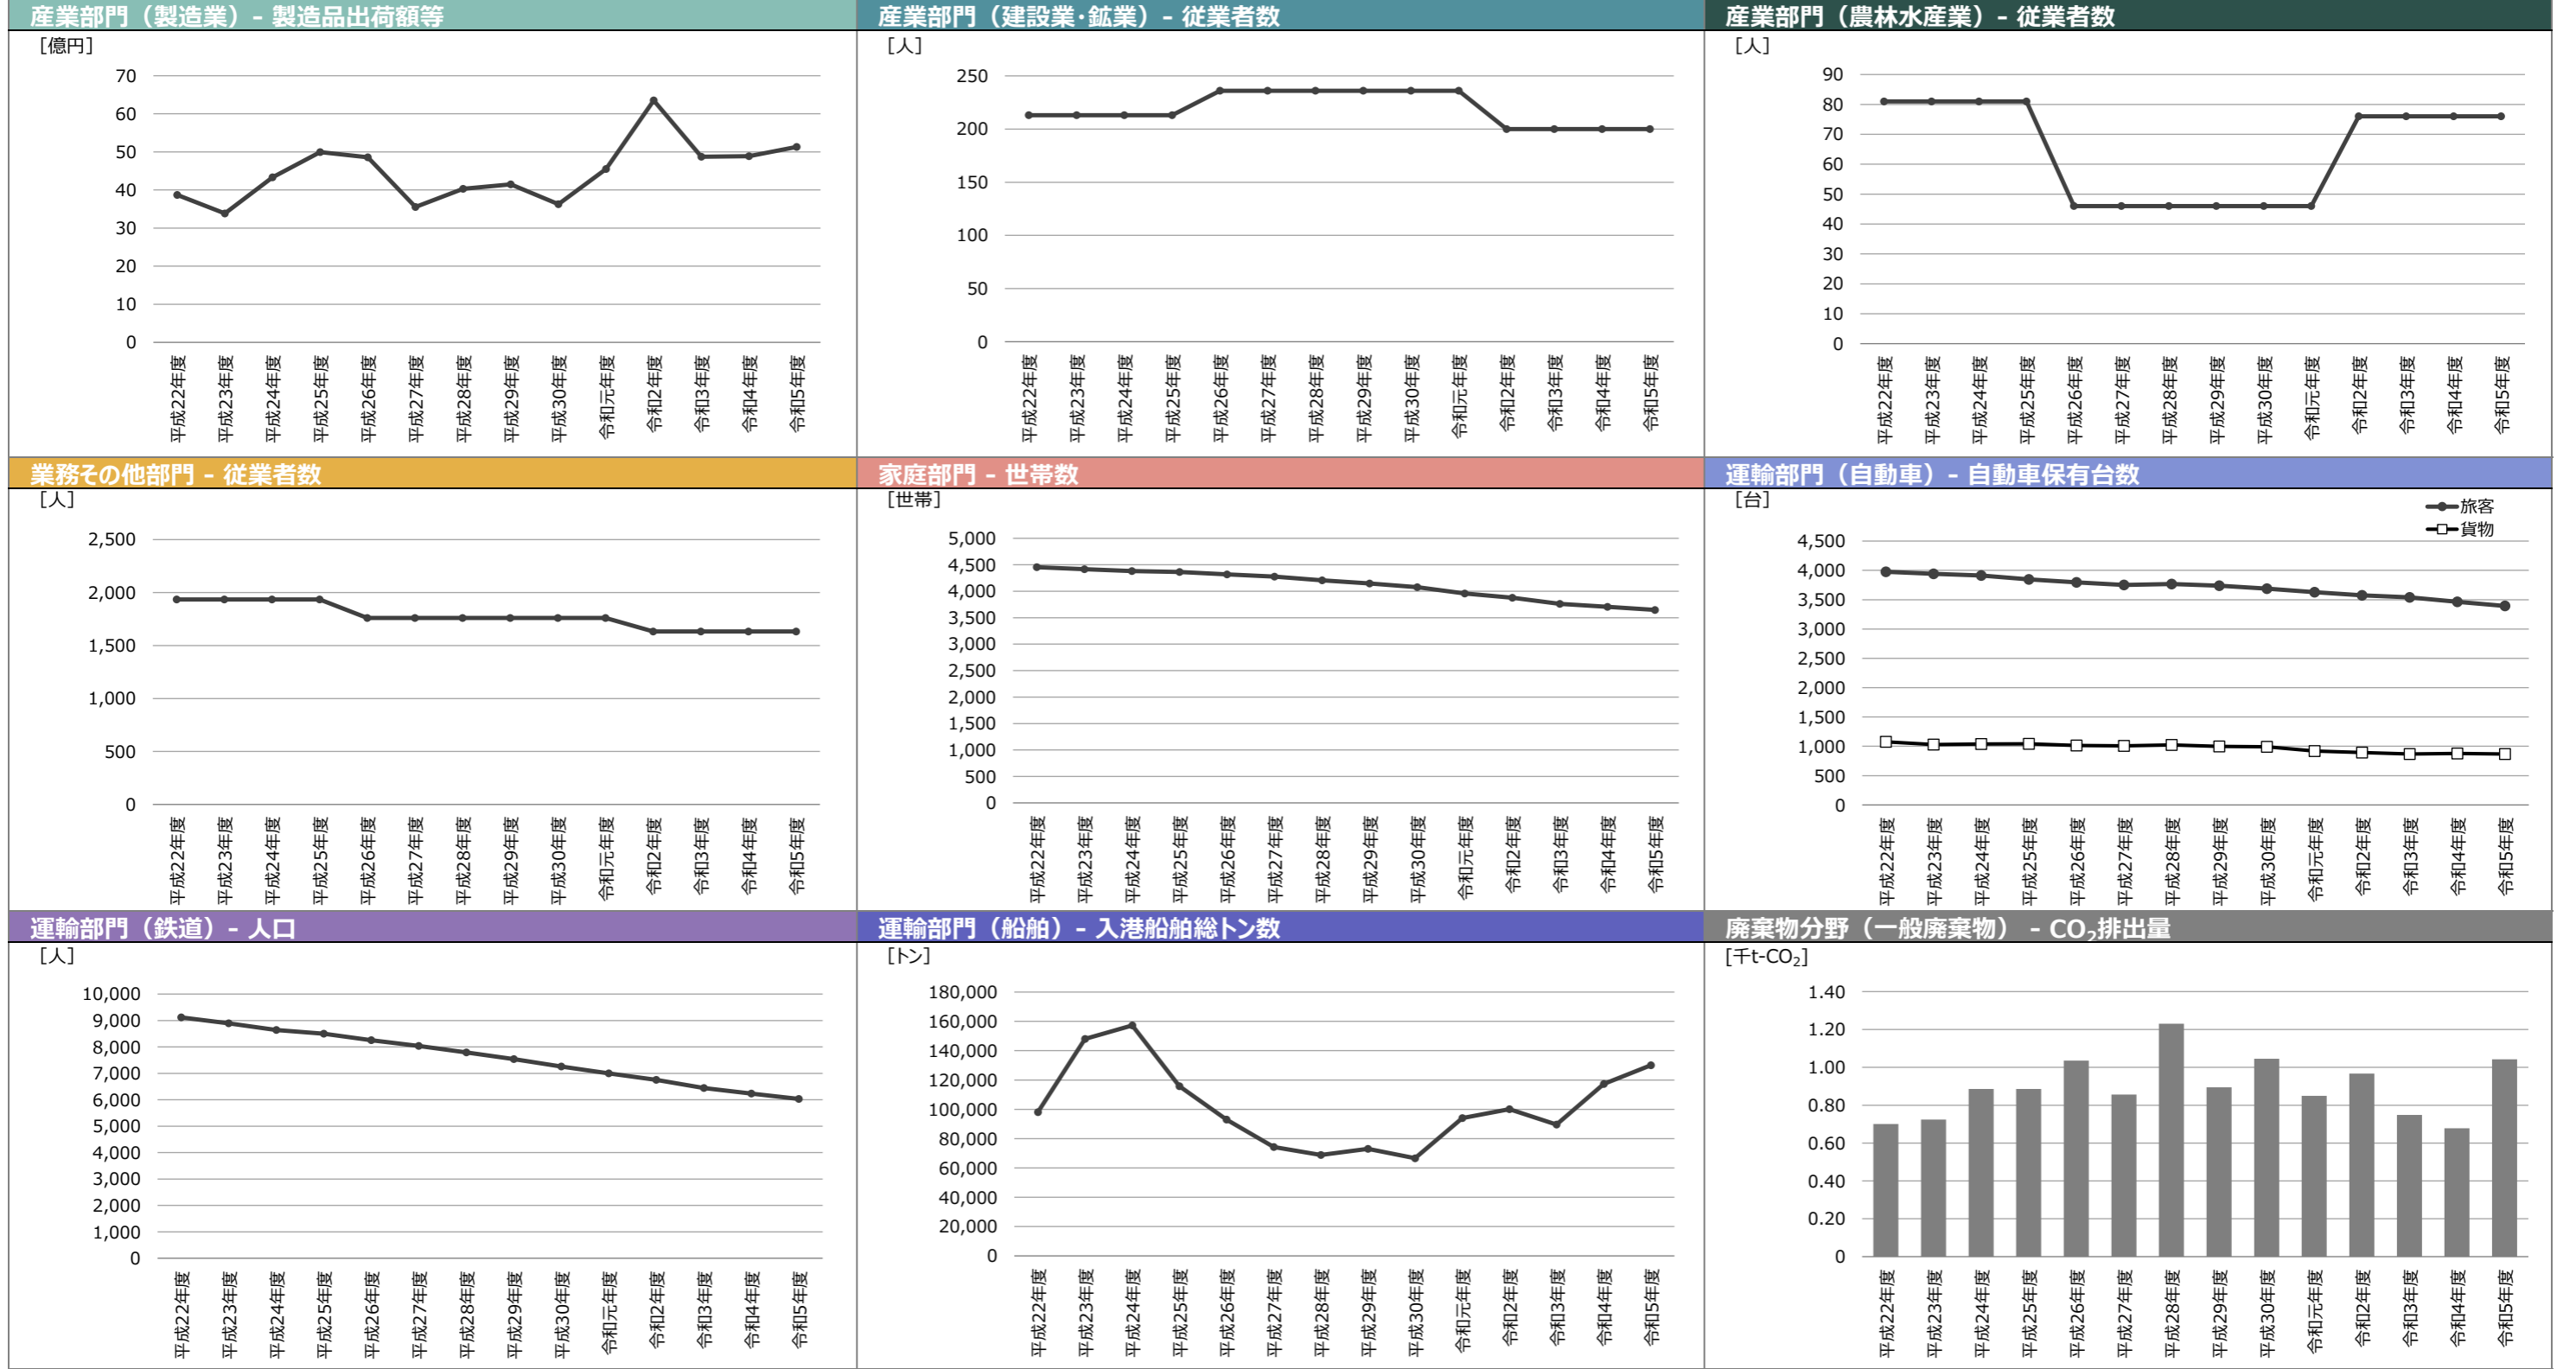 産業部門（製造業）- 製造品出荷額等
[億円]
70
60
50
40
30
20
10
0
平成22年度
平成23年度
平成24年度
平成25年度
平成26年度
平成27年度
平成28年度
平成29年度
平成30年度
令和元年度
令和2年度
令和3年度
令和4年度
令和5年度
産業部門（建設業・鉱業）- 従業者数
[人]
250
200
150
100
50
0
平成22年度
平成23年度
平成24年度
平成25年度
平成26年度
平成27年度
平成28年度
平成29年度
平成30年度
令和元年度
令和2年度
令和3年度
令和4年度
令和5年度
産業部門（農林水産業）- 従業者数
[人]
90
80
70
60
50
40
30
20
10
0
平成22年度
平成23年度
平成24年度
平成25年度
平成26年度
平成27年度
平成28年度
平成29年度
平成30年度
令和元年度
令和2年度
令和3年度
令和4年度
令和5年度
業務その他部門 - 従業者数
[人]
2,500
2,000
1,500
1,000
500
0
平成22年度
平成23年度
平成24年度
平成25年度
平成26年度
平成27年度
平成28年度
平成29年度
平成30年度
令和元年度
令和2年度
令和3年度
令和4年度
令和5年度
家庭部門 - 世帯数
[世帯]
5,000
4,500
4,000
3,500
3,000
2,500
2,000
1,500
1,000
500
0
平成22年度
平成23年度
平成24年度
平成25年度
平成26年度
平成27年度
平成28年度
平成29年度
平成30年度
令和元年度
令和2年度
令和3年度
令和4年度
令和5年度
運輸部門（自動車）- 自動車保有台数
[台]
旅客
貨物
4,500
4,000
3,500
3,000
2,500
2,000
1,500
1,000
500
0
平成22年度
平成23年度
平成24年度
平成25年度
平成26年度
平成27年度
平成28年度
平成29年度
平成30年度
令和元年度
令和2年度
令和3年度
令和4年度
令和5年度
運輸部門（鉄道）- 人口
[人]
10,000
9,000
8,000
7,000
6,000
5,000
4,000
3,000
2,000
1,000
0
平成22年度
平成23年度
平成24年度
平成25年度
平成26年度
平成27年度
平成28年度
平成29年度
平成30年度
令和元年度
令和2年度
令和3年度
令和4年度
令和5年度
運輸部門（船舶）- 入港船舶総トン数
[トン]
180,000
160,000
140,000
120,000
100,000
80,000
60,000
40,000
20,000
0
平成22年度
平成23年度
平成24年度
平成25年度
平成26年度
平成27年度
平成28年度
平成29年度
平成30年度
令和元年度
令和2年度
令和3年度
令和4年度
令和5年度
廃棄物分野（一般廃棄物） - CO₂排出量
[千t-CO₂]
1.40
1.20
1.00
0.80
0.60
0.40
0.20
0
平成22年度
平成23年度
平成24年度
平成25年度
平成26年度
平成27年度
平成28年度
平成29年度
平成30年度
令和元年度
令和2年度
令和3年度
令和4年度
令和5年度